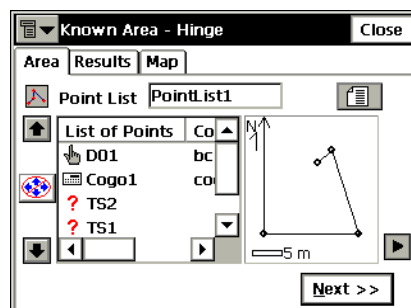 Known Area - Hinge Close
Area Results Map
Point List PointList1
List of Points Co
D01 bc
Cogo1
? TS2
? TS1
N
5 m
Next >>